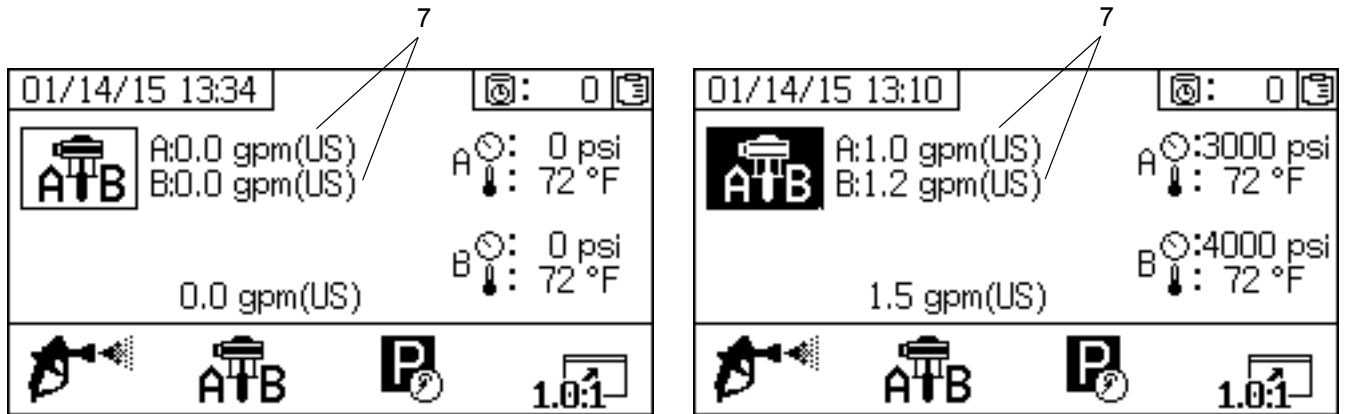 7
01/14/15 13:34
: 0
A:0.0 gpm(US)
B:0.0 gpm(US)
A : 0 psi
: 72 °F
B : 0 psi
: 72 °F
0.0 gpm(US)
A B
A B
P
1.0:1
7
01/14/15 13:10
: 0
A:1.0 gpm(US)
B:1.2 gpm(US)
A :3000 psi
: 72 °F
B :4000 psi
: 72 °F
1.5 gpm(US)
A B
A B
P
1.0:1